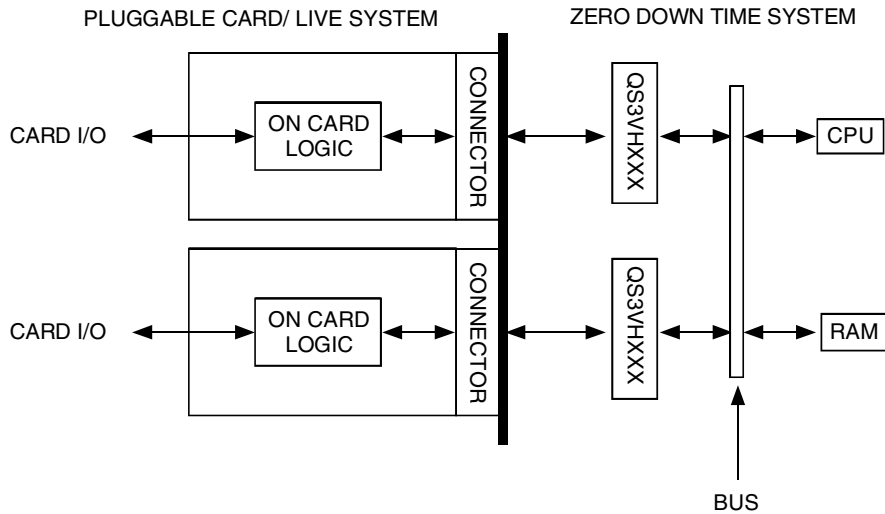 PLUGGABLE CARD/ LIVE SYSTEM
ZERO DOWN TIME SYSTEM
CARD I/O
ON CARD
LOGIC
CONNECTOR
QS3VHXXX
CPU
CARD I/O
ON CARD
LOGIC
CONNECTOR
QS3VHXXX
RAM
BUS